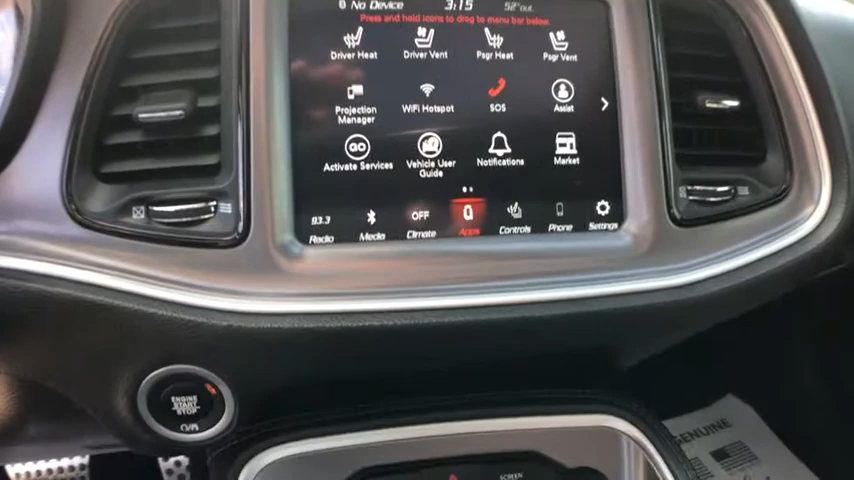 No Device 3:15 52°out
Press and hold icons to drag to menu bar below.
Driver Heat Driver Vent Psgr Heat Psgr Vent
Projection Manager WiFi Hotspot SOS Assist
GO
Activate Services Vehicle User Guide Notifications Market
93.3 OFF
Radio Media Climate Apps Controls Phone Settings
ENGINE
START
STOP
GENUINE
SCREEN